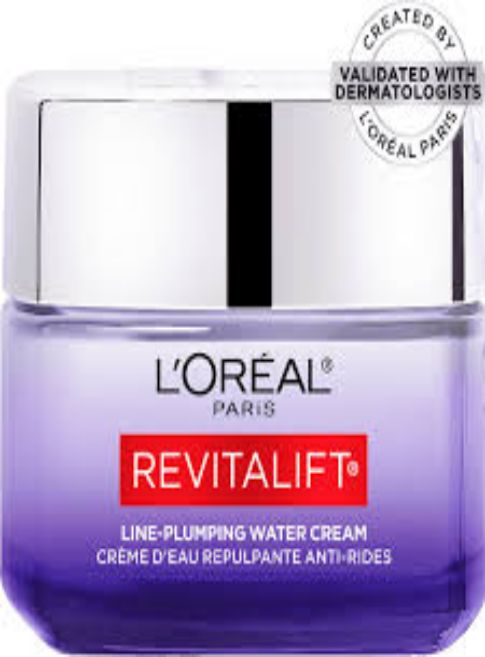 CREATED BY
VALIDATED WITH
DERMATOLOGISTS
L'ORÉAL PARIS
L'ORÉAL®
PARIS
REVITALIFT®
LINE-PLUMPING WATER CREAM
CRÈME D'EAU REPULPANTE ANTI-RIDES